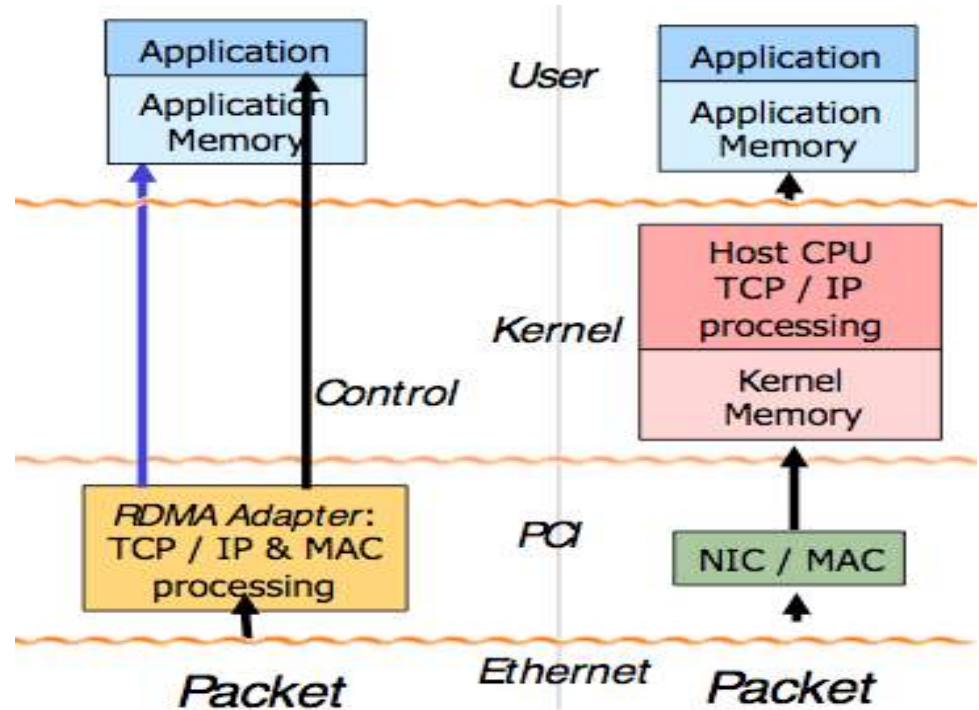 Application
Application
Memory
User
Application
Application
Memory
Host CPU
TCP / IP
processing
Kernel
Kernel
Memory
Control
RDMA Adapter:
TCP / IP & MAC
processing
PCI
NIC / MAC
Ethernet
Packet
Packet